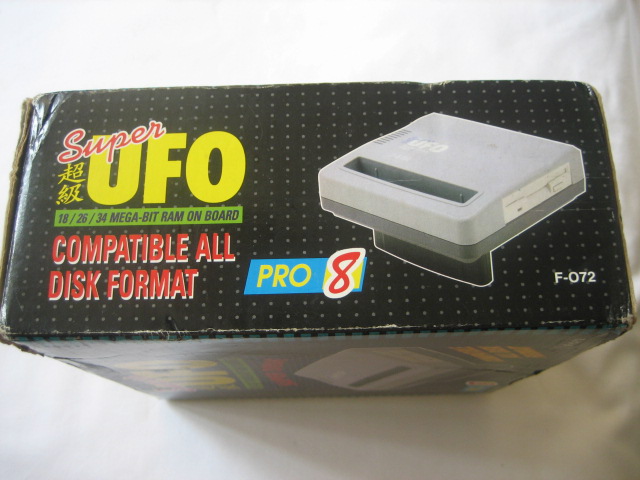 Super
超級
UFO
18/26/34 MEGA-BIT RAM ON BOARD
COMPATIBLE ALL
DISK FORMAT
PRO 8
UFO
F-072